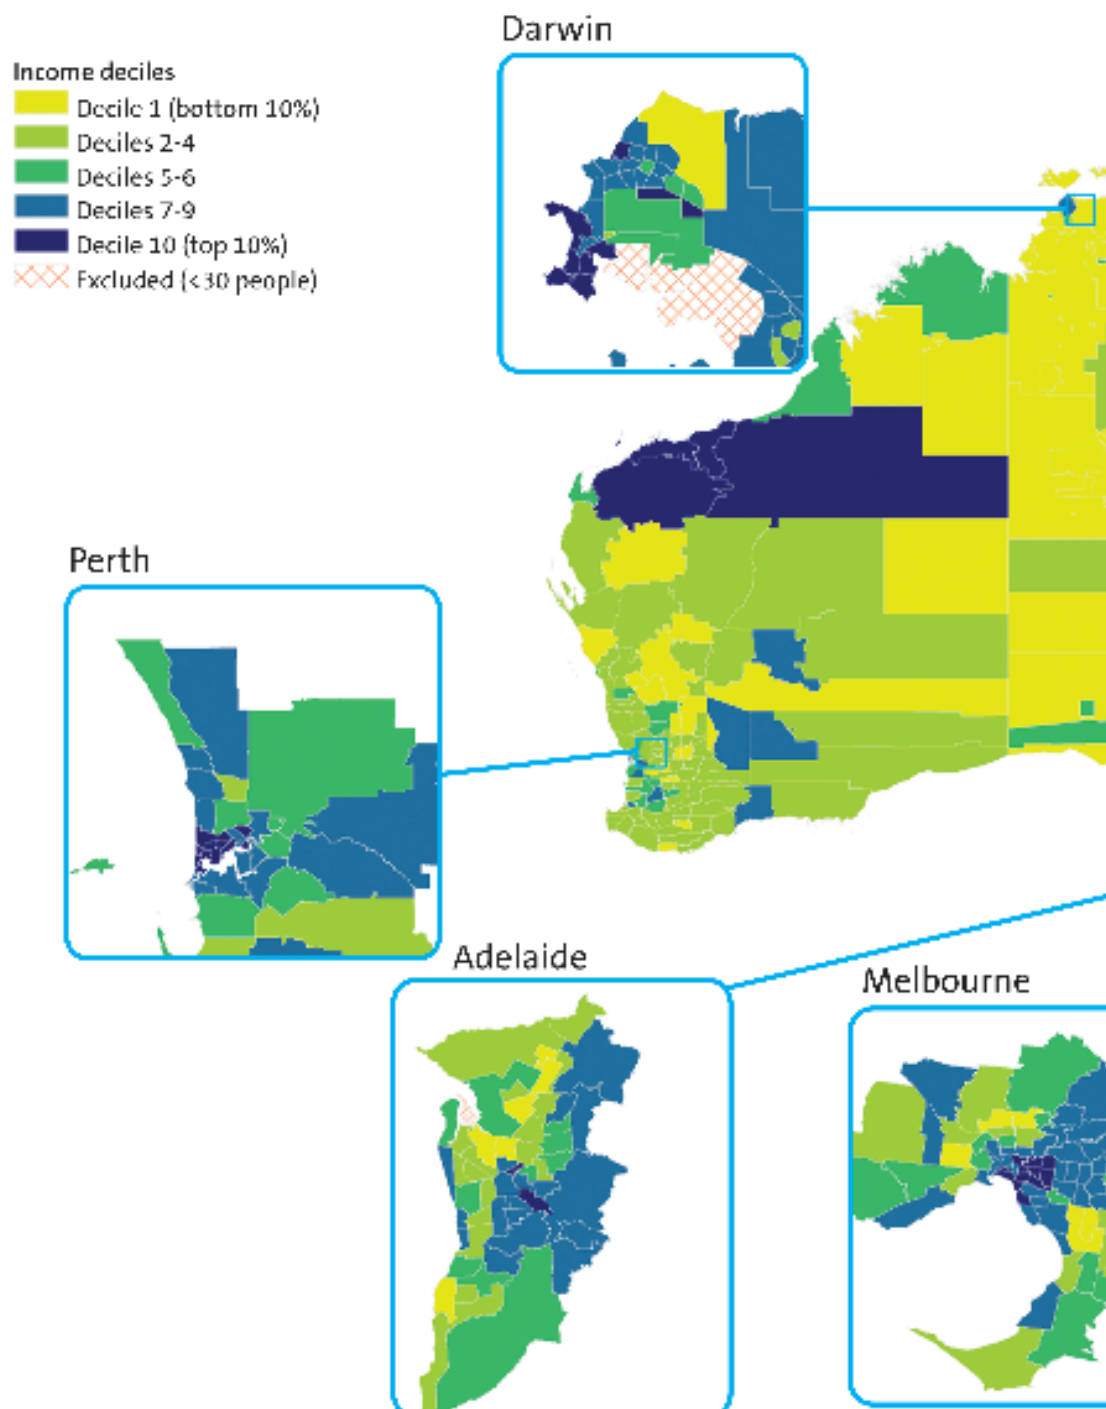 Darwin
Income deciles
Decile 1 (bottom 10%)
Deciles 2-4
Deciles 5-6
Deciles 7-9
Decile 10 (top 10%)
Excluded (<30 people)
Perth
Adelaide
Melbourne